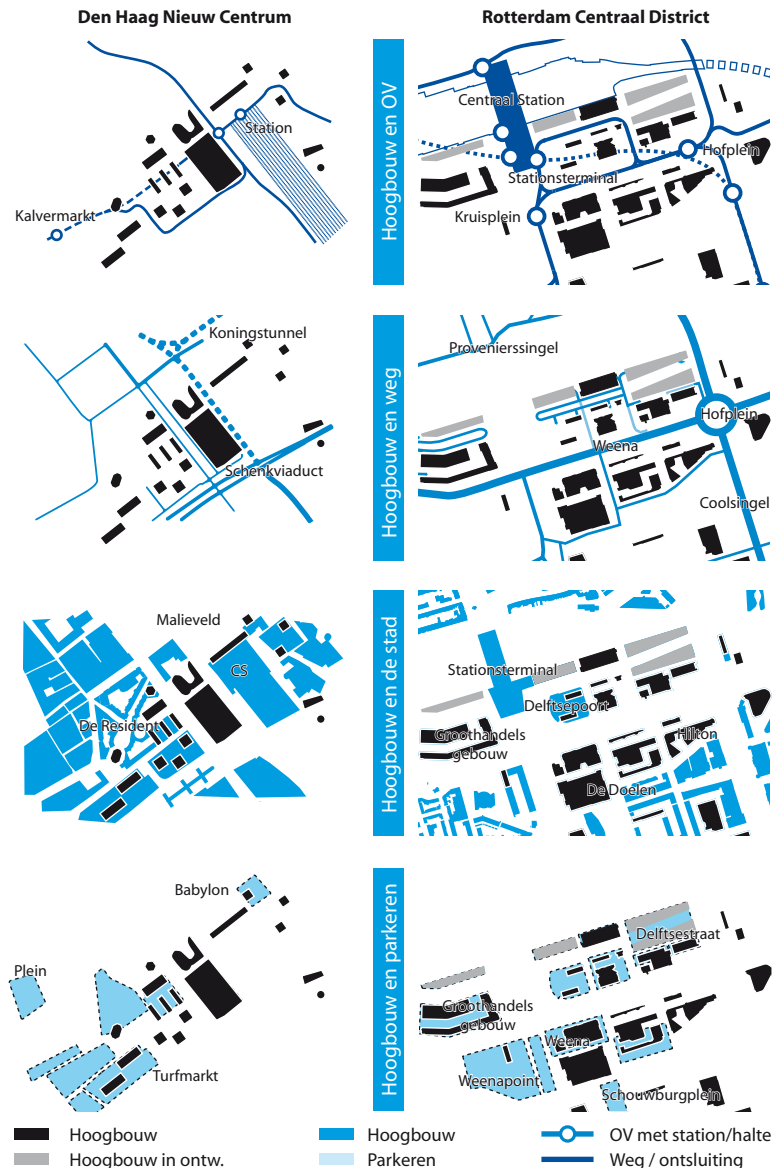 Den Haag Nieuw Centrum
Rotterdam Centraal District
Hoogbouw en OV
Station
Kalvermarkt
Centraal Station
Hofplein
Stationsterminal
Kruisplein
Hoogbouw en weg
Koningstunnel
Schenkviaduct
Provenierssingel
Hofplein
Weena
Coolsingel
Hoogbouw en de stad
Malieveld
CS
De Resident
Stationsterminal
Delftsepoort
Groothandels
gebouw
Hilton
De Doelen
Hoogbouw en parkeren
Babylon
Plein
Turfmarkt
Delftsestraat
Groothandels
gebouw
Weena
Weenapoint
Schouwburgplein
Hoogbouw
Hoogbouw
OV met station/halte
Hoogbouw in ontw.
Parkeren
Weg / ontsluiting